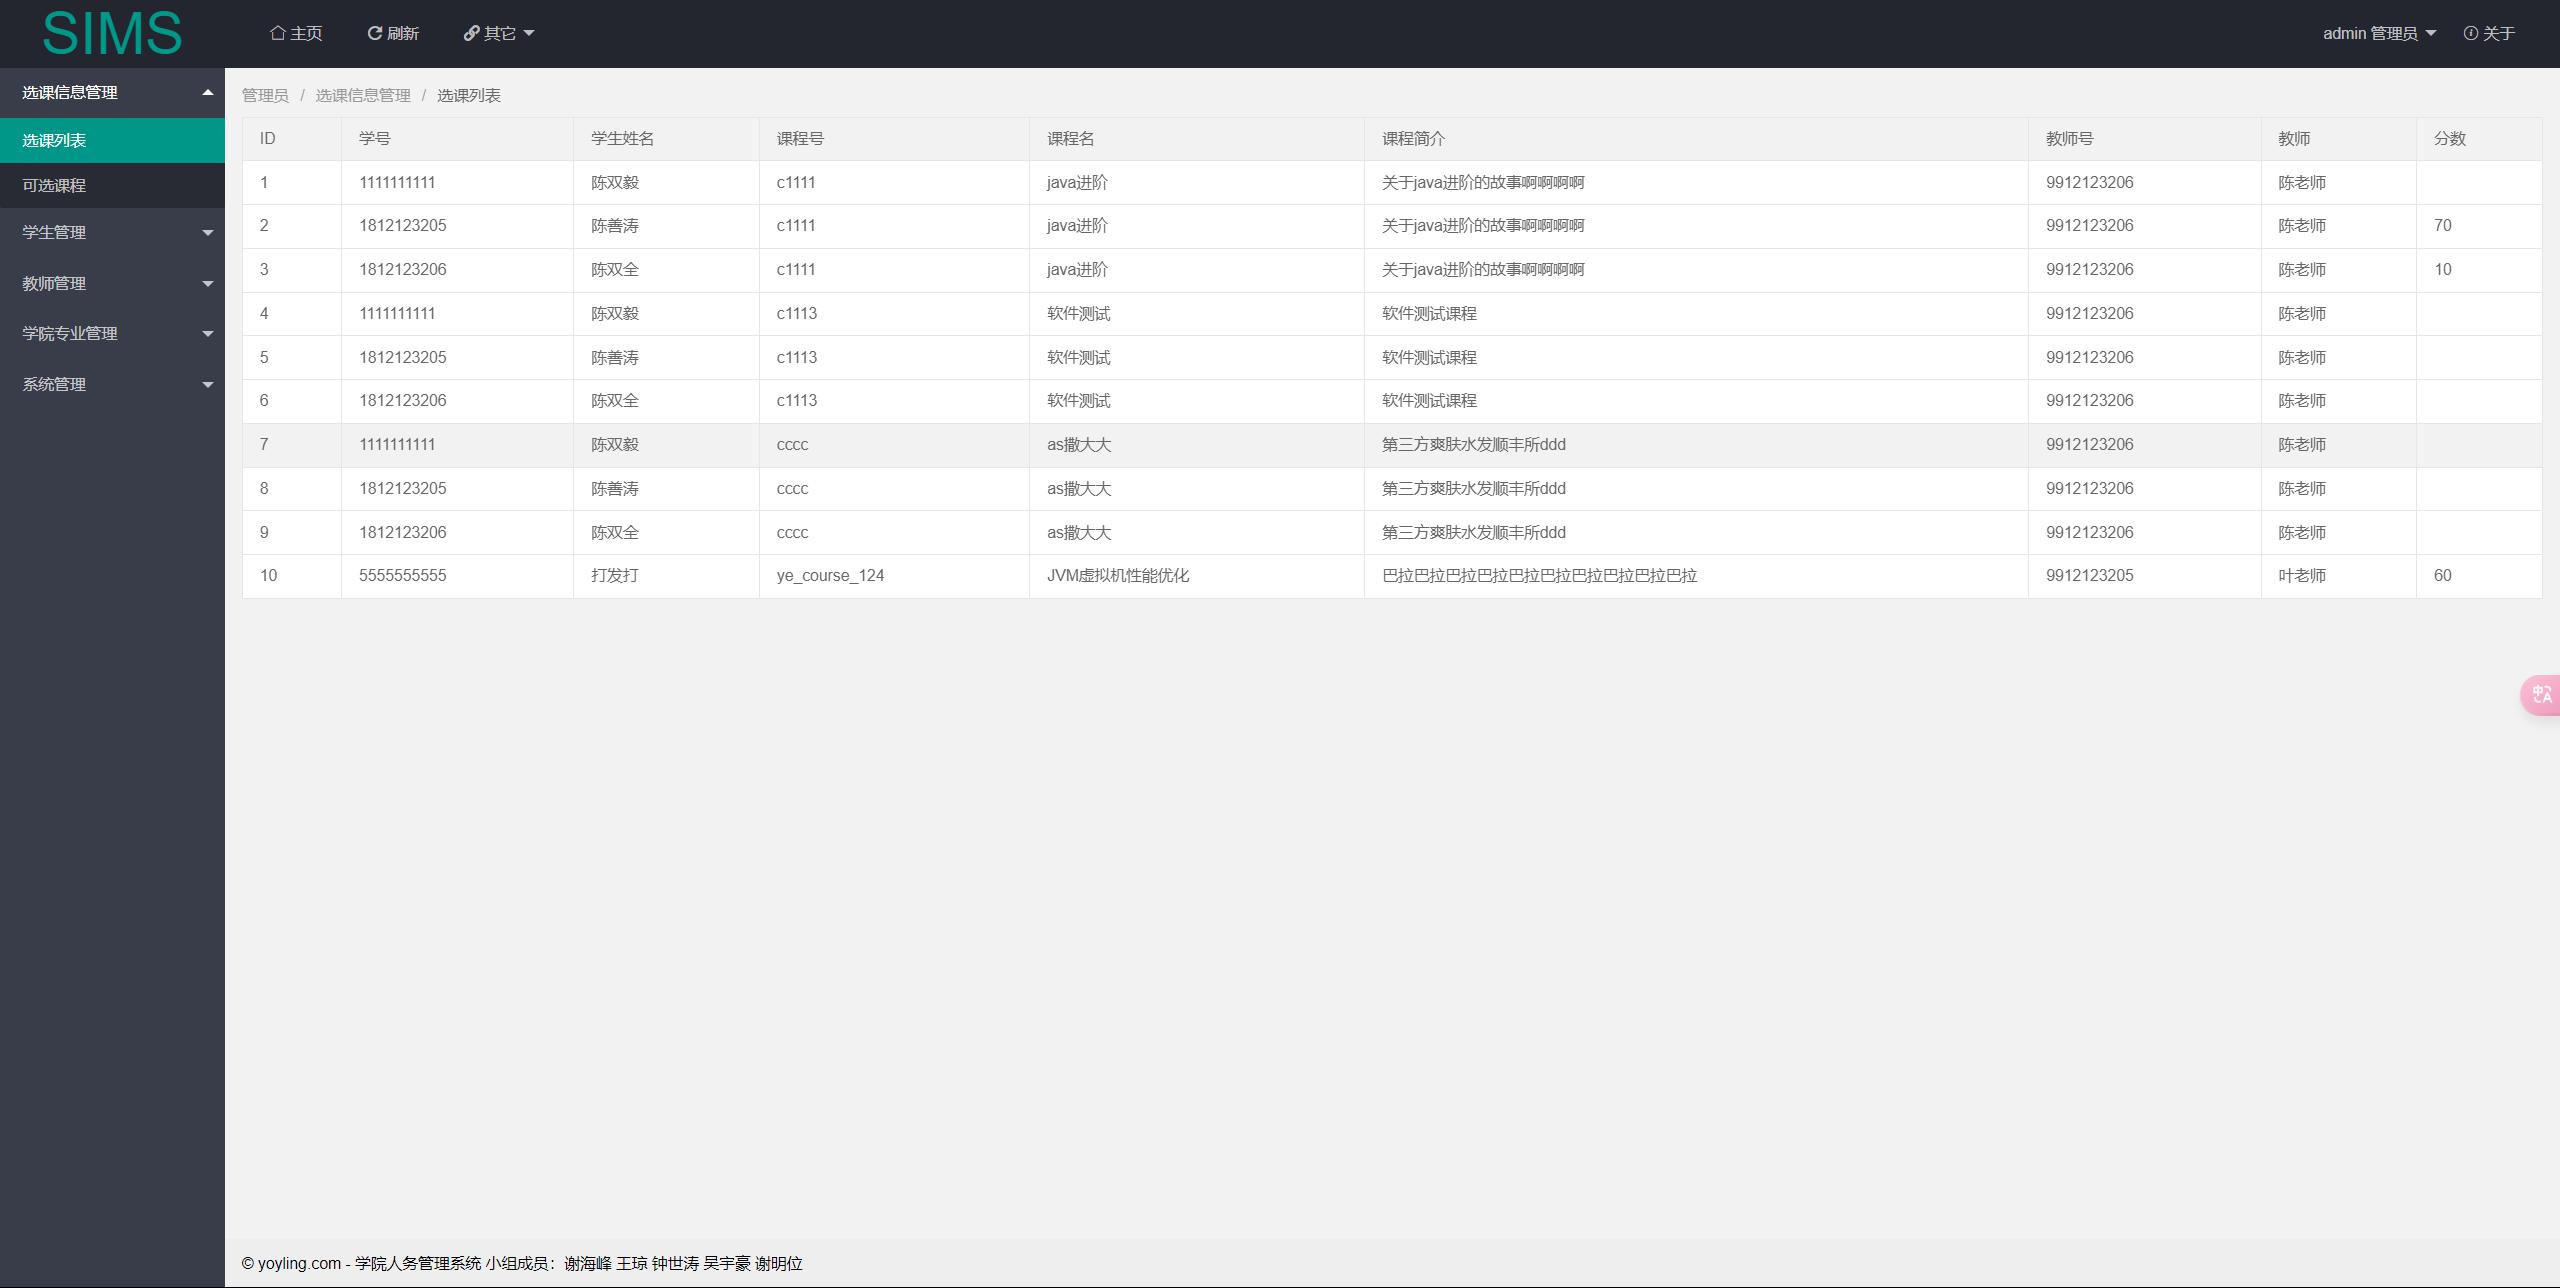 SIMS 主页 刷新 其它 admin 管理员 关于
选课信息管理
选课列表
可选课程
学生管理
教师管理
学院专业管理
系统管理
管理员 / 选课信息管理 / 选课列表
ID 学号 学生姓名 课程号 课程名 课程简介 教师号 教师 分数
1 1111111111 陈双毅 c1111 java进阶 关于java进阶的故事啊啊啊啊 9912123206 陈老师
2 1812123205 陈善涛 c1111 java进阶 关于java进阶的故事啊啊啊啊 9912123206 陈老师 70
3 1812123206 陈双全 c1111 java进阶 关于java进阶的故事啊啊啊啊 9912123206 陈老师 10
4 1111111111 陈双毅 c1113 软件测试 软件测试课程 9912123206 陈老师
5 1812123205 陈善涛 c1113 软件测试 软件测试课程 9912123206 陈老师
6 1812123206 陈双全 c1113 软件测试 软件测试课程 9912123206 陈老师
7 1111111111 陈双毅 cccc as撒大大 第三方爽肤水发顺丰所ddd 9912123206 陈老师
8 1812123205 陈善涛 cccc as撒大大 第三方爽肤水发顺丰所ddd 9912123206 陈老师
9 1812123206 陈双全 cccc as撒大大 第三方爽肤水发顺丰所ddd 9912123206 陈老师
10 5555555555 打发打 ye_course_124 JVM虚拟机性能优化 巴拉巴拉巴拉巴拉巴拉巴拉巴拉巴拉巴拉巴拉 9912123205 叶老师 60
中A
© yoyling.com - 学院人务管理系统 小组成员：谢海峰 王琼 钟世涛 吴宇豪 谢明位